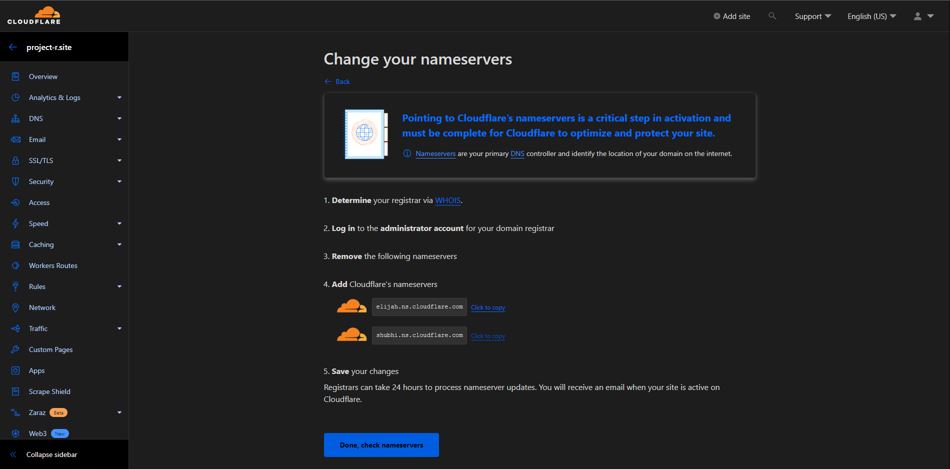 CLOUDFLARE
Add site
Support
English (US)
project-r.site
Overview
Analytics & Logs
DNS
Email
SSL/TLS
Security
Access
Speed
Caching
Workers Routes
Rules
Network
Traffic
Custom Pages
Apps
Scrape Shield
Zaraz Beta
Web3 New
Collapse sidebar
Change your nameservers
Back
Pointing to Cloudflare's nameservers is a critical step in activation and
must be complete for Cloudflare to optimize and protect your site.
Nameservers are your primary DNS controller and identify the location of your domain on the internet.
1. Determine your registrar via WHOIS.
2. Log in to the administrator account for your domain registrar
3. Remove the following nameservers
4. Add Cloudflare's nameservers
elijah.ns.cloudflare.com Click to copy
shubhi.ns.cloudflare.com Click to copy
5. Save your changes
Registrars can take 24 hours to process nameserver updates. You will receive an email when your site is active on
Cloudflare.
Done, check nameservers